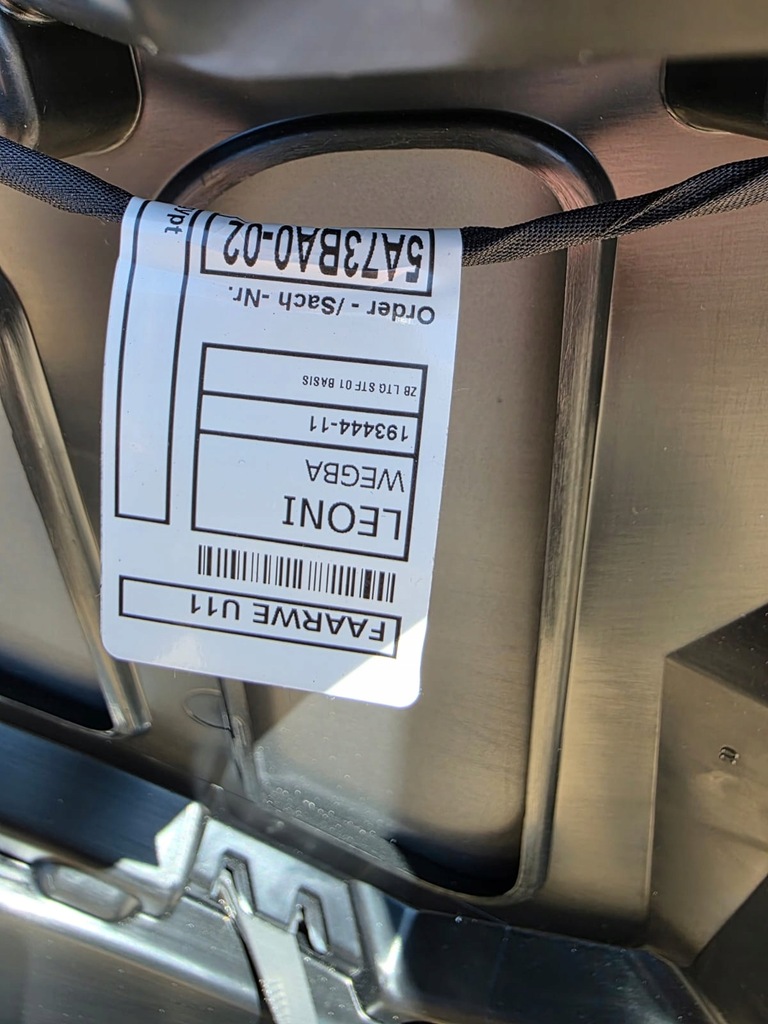 FAARWE U11
LEONI
WEGBA
193444-11
ZB LTG STF 01 BASIS
Order - /Sach -Nr.
5A73BA0-02